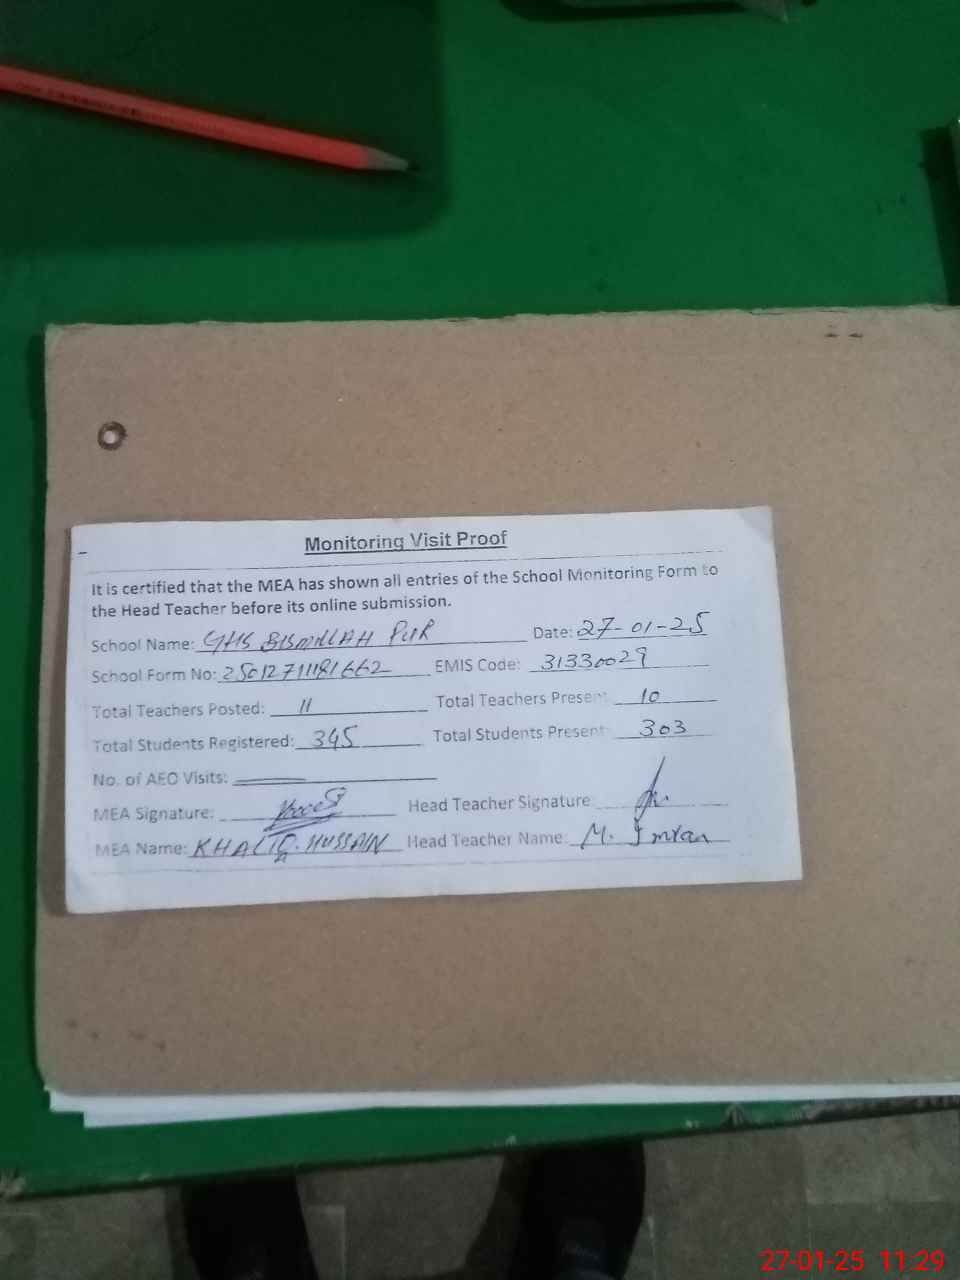 Monitoring Visit Proof
It is certified that the MEA has shown all entries of the School Monitoring Form to
the Head Teacher before its online submission.
School Name: GHS BISMILLAH PUR Date: 27-01-25
School Form No: 25012711181662 EMIS Code: 31330029
Total Teachers Posted: 11 Total Teachers Present 10
Total Students Registered: 345 Total Students Present 303
No. of AEO Visits:
MEA Signature: Head Teacher Signature
MEA Name: KHALIQ. HUSSAIN Head Teacher Name: M. Imran
27-01-25 11:29